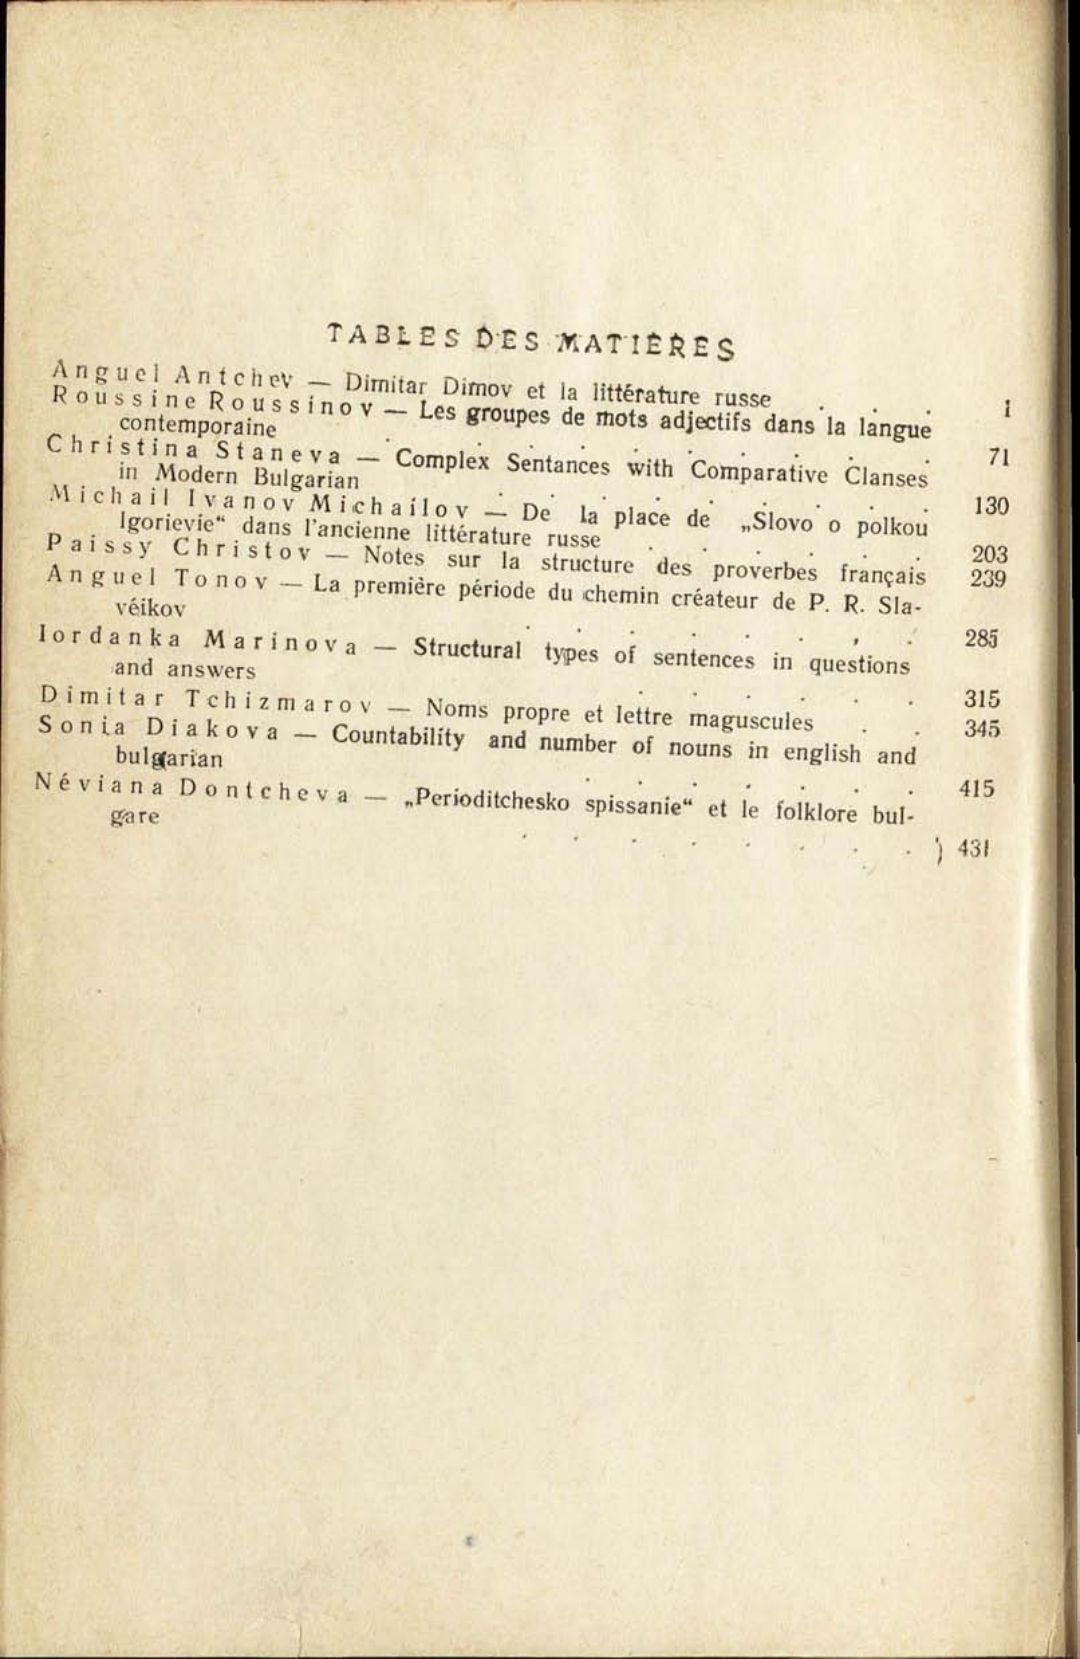 TABLES DES MATIÈRES
Anguel Antchev — Dimitar Dimov et la littérature russe . . . 1
Roussine Roussinov — Les groupes de mots adjectifs dans la langue
contemporaine . . . . . . . 71
Christina Staneva — Complex Sentances with Comparative Clanses
in Modern Bulgarian . . . . . . . 130
Michail Ivanov Michailov — De la place de „Slovo o polkou
Igorievie“ dans l'ancienne littérature russe . . . . 203
Paissy Christov — Notes sur la structure des proverbes français 239
Anguel Tonov — La première période du chemin créateur de P. R. Sla-
véikov . . . . . . . . 285
Iordanka Marinova — Structural types of sentences in questions
and answers . . . . . . . 315
Dimitar Tchizmarov — Noms propre et lettre maguscules . . 345
Sonia Diakova — Countability and number of nouns in english and
bulgarian . . . . . . . 415
Néviana Dontcheva — „Perioditchesko spissanie“ et le folklore bul-
gare . . . . . . . . ) 431